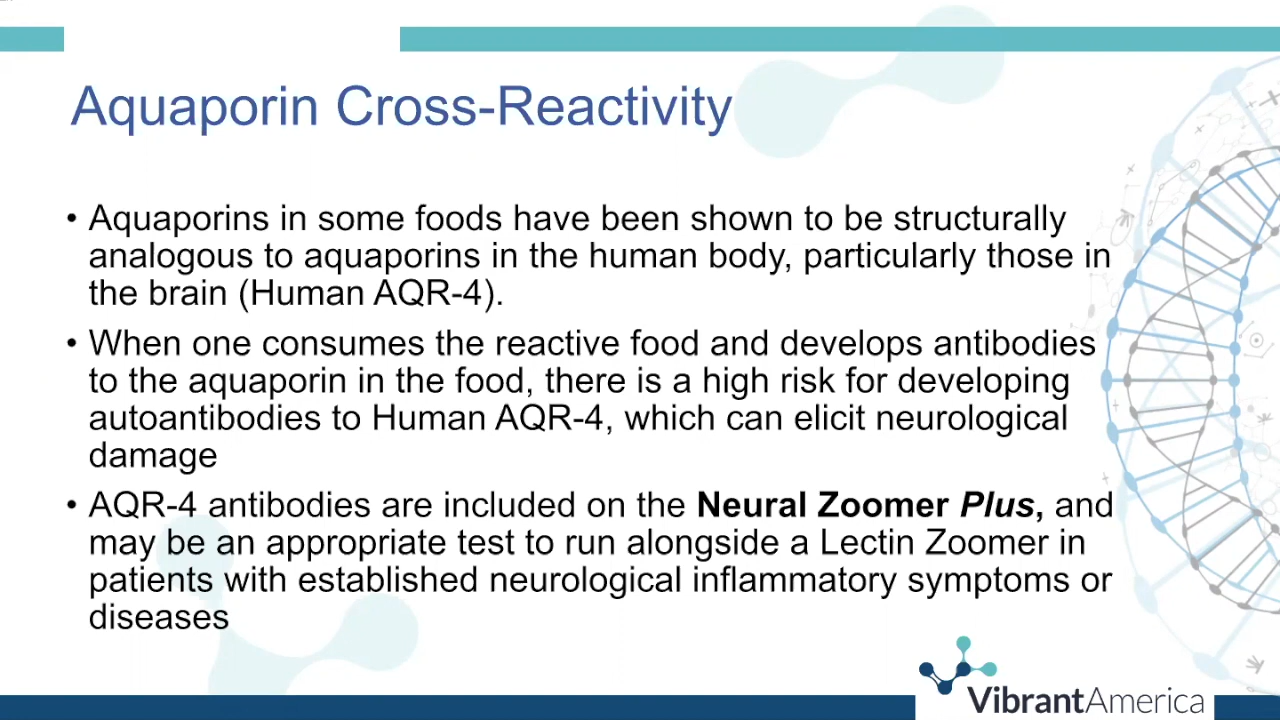 Aquaporin Cross-Reactivity
• Aquaporins in some foods have been shown to be structurally
analogous to aquaporins in the human body, particularly those in
the brain (Human AQR-4).
• When one consumes the reactive food and develops antibodies
to the aquaporin in the food, there is a high risk for developing
autoantibodies to Human AQR-4, which can elicit neurological
damage
• AQR-4 antibodies are included on the Neural Zoomer Plus, and
may be an appropriate test to run alongside a Lectin Zoomer in
patients with established neurological inflammatory symptoms or
diseases
VibrantAmerica